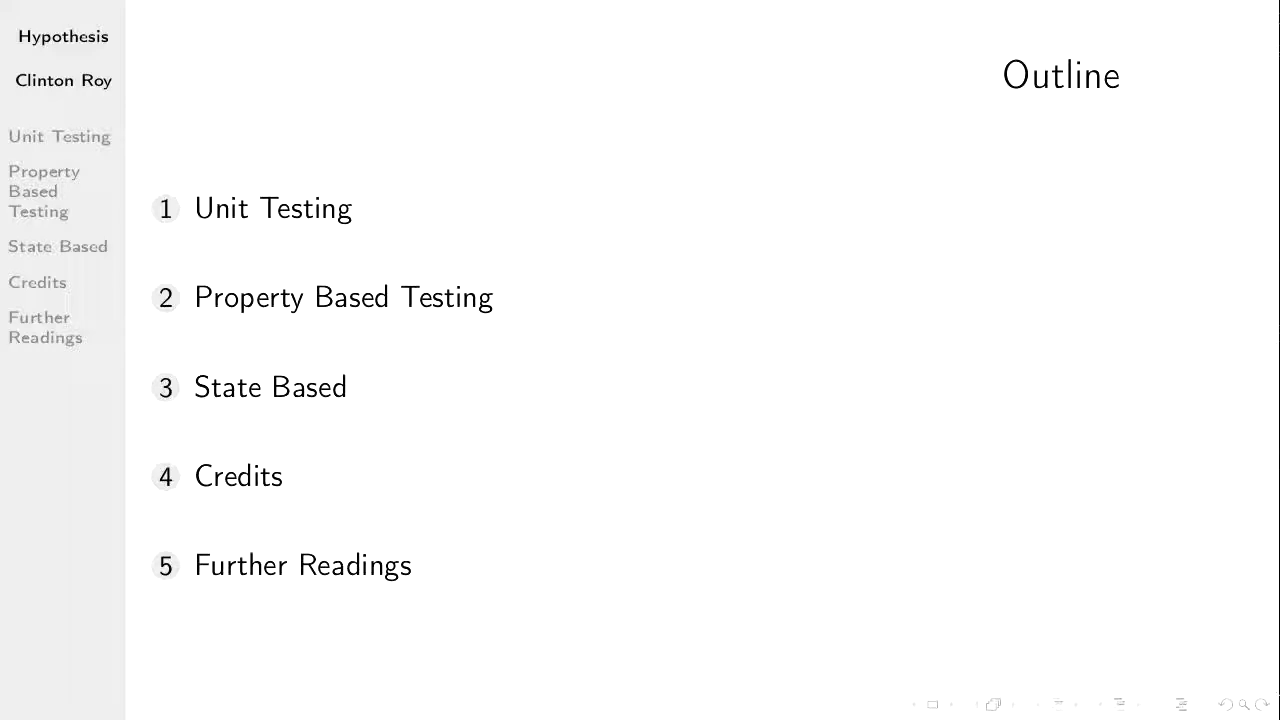 Hypothesis
Clinton Roy
Unit Testing
Property
Based
Testing
State Based
Credits
Further
Readings
Outline
1 Unit Testing
2 Property Based Testing
3 State Based
4 Credits
5 Further Readings